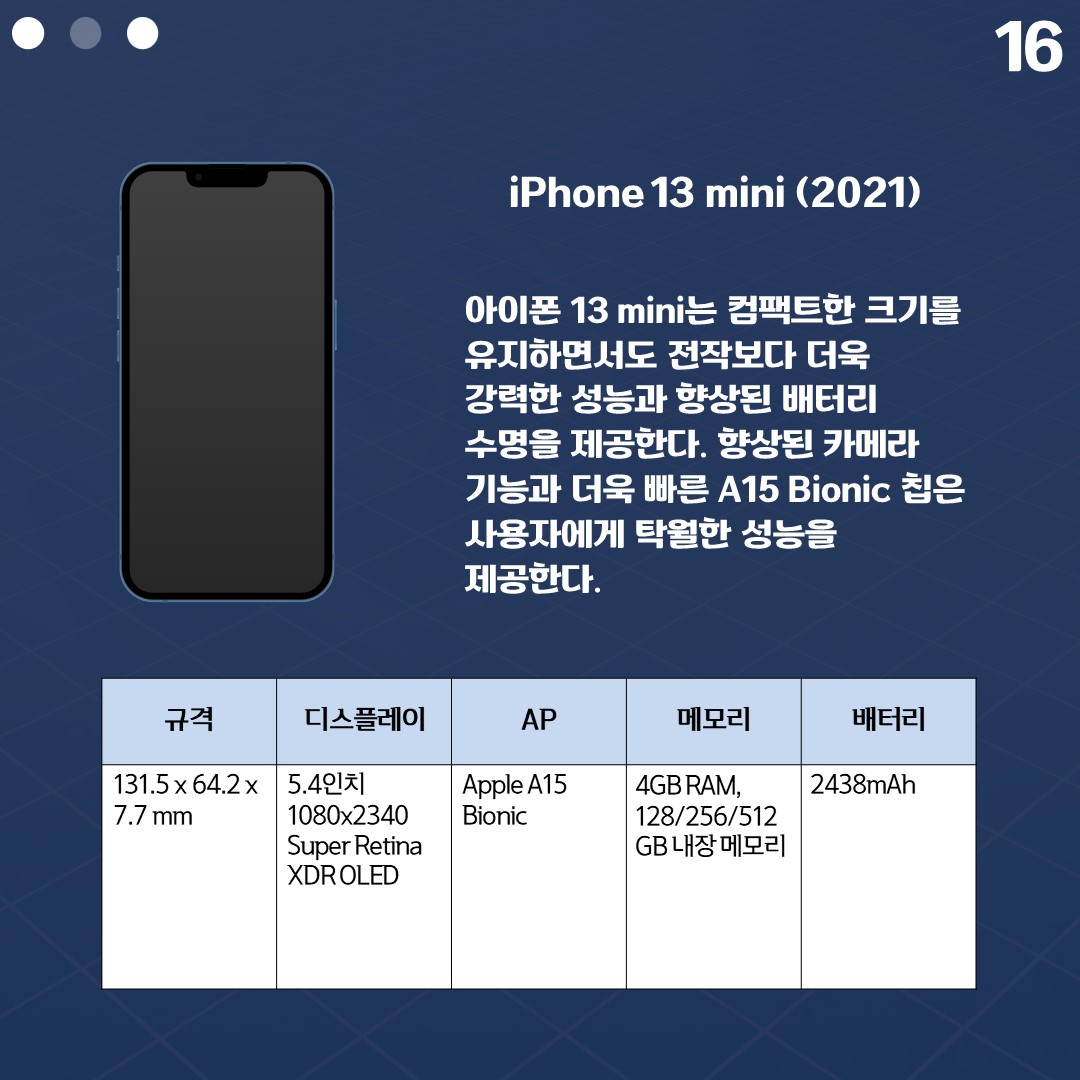 16
iPhone 13 mini (2021)
아이폰 13 mini는 컴팩트한 크기를
유지하면서도 전작보다 더욱
강력한 성능과 향상된 배터리
수명을 제공한다. 향상된 카메라
기능과 더욱 빠른 A15 Bionic 칩은
사용자에게 탁월한 성능을
제공한다.
규격
디스플레이
AP
메모리
배터리
131.5 x 64.2 x
7.7 mm
5.4인치
1080x2340
Super Retina
XDR OLED
Apple A15
Bionic
4GB RAM,
128/256/512
GB 내장 메모리
2438mAh